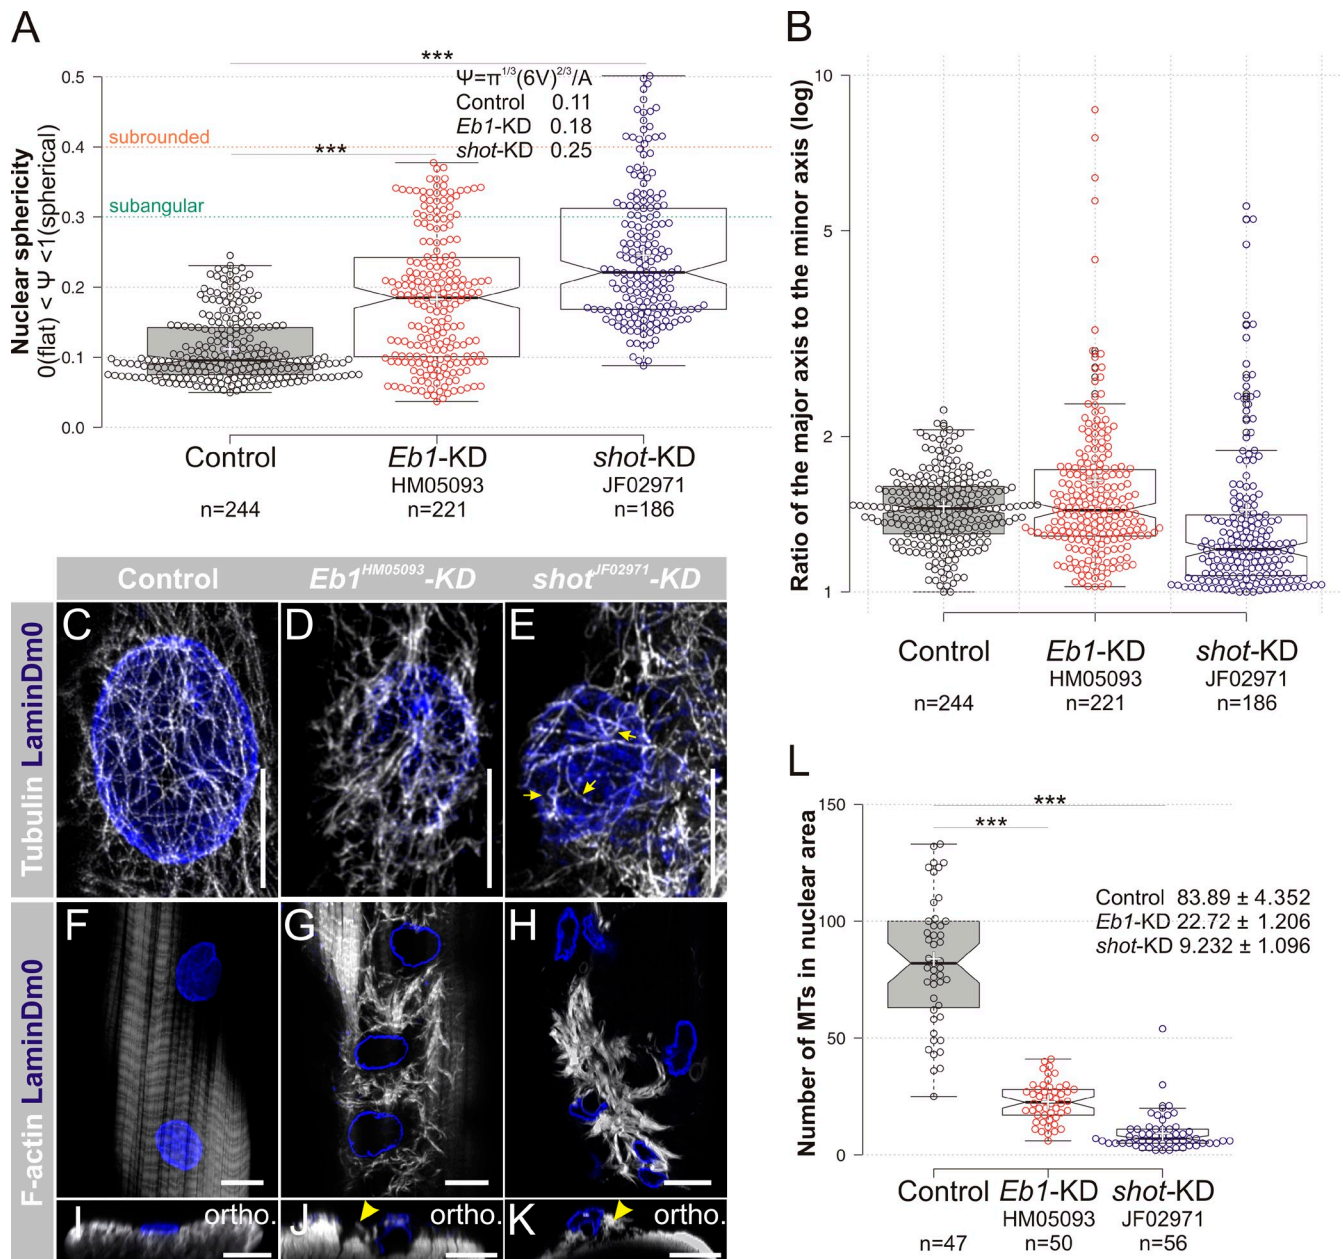 A
***
0.5
Ψ=π1/3(6V)2/3/A
Control 0.11
Eb1-KD 0.18
shot-KD 0.25
subrounded
0.4
***
subangular
0.3
0.2
0.1
0.0
Nuclear sphericity
0(flat) < Ψ <1(spherical)
Control
Eb1-KD
shot-KD
HM05093
JF02971
n=244
n=221
n=186
B
10
5
2
1
Ratio of the major axis to the minor axis (log)
Control
Eb1-KD
shot-KD
HM05093
JF02971
n=244
n=221
n=186
Control
Eb1HM05093-KD
shotJF02971-KD
Tubulin LaminDm0
C
D
E
F-actin LaminDm0
F
G
H
I
ortho.
J
ortho.
K
ortho.
L
150
100
50
0
Number of MTs in nuclear area
***
***
Control 83.89 ± 4.352
Eb1-KD 22.72 ± 1.206
shot-KD 9.232 ± 1.096
Control
Eb1-KD
shot-KD
HM05093
JF02971
n=47
n=50
n=56